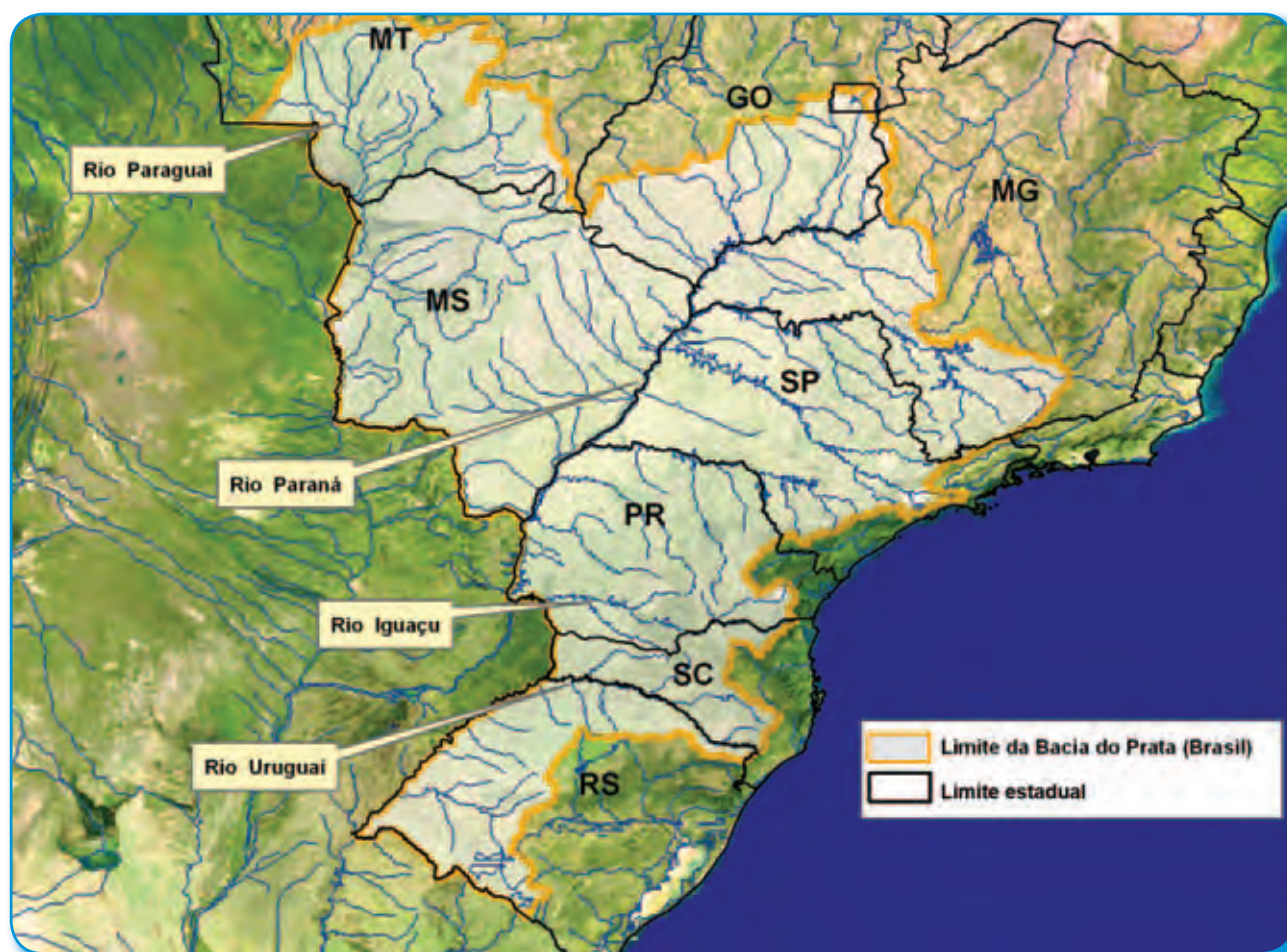 MT
GO
Rio Paraguai
MG
MS
SP
Rio Paraná
PR
Rio Iguaçu
SC
Limite da Bacia do Prata (Brasil)
Rio Uruguai
RS
Limite estadual